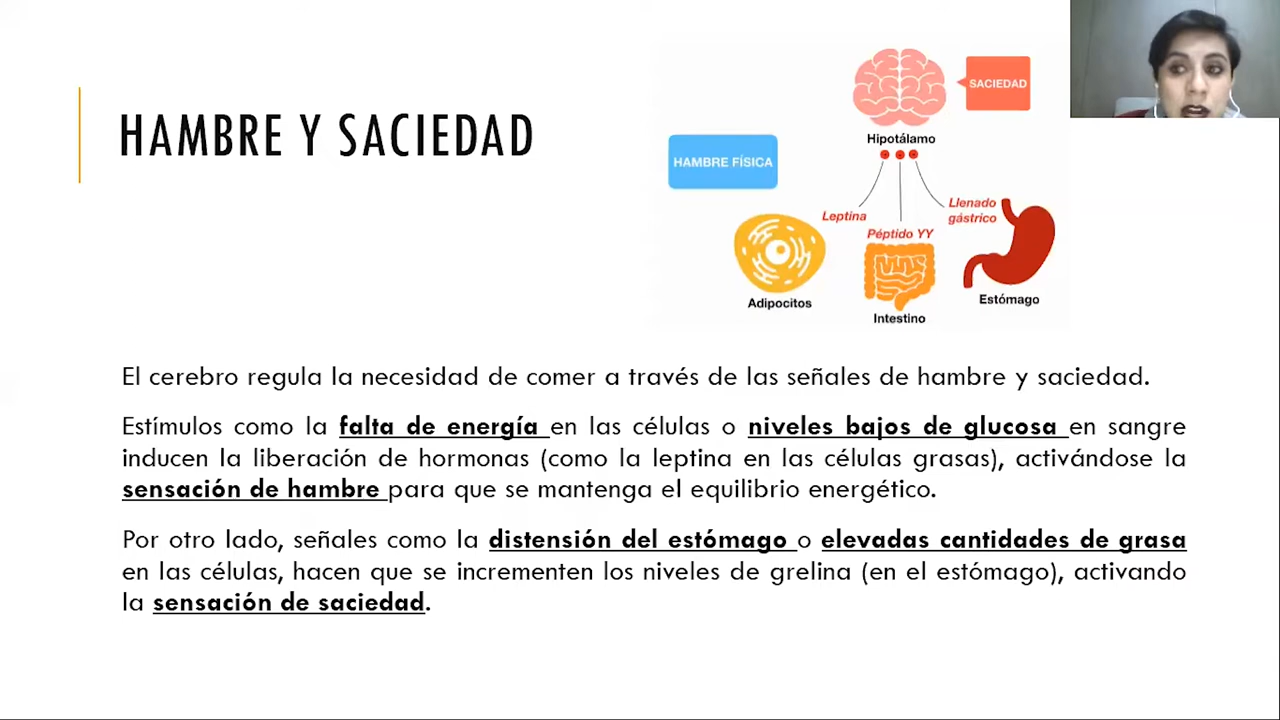 HAMBRE Y SACIEDAD
SACIEDAD
Hipotálamo
HAMBRE FÍSICA
Leptina
Péptido YY
Llenado
gástrico
Adipocitos
Intestino
Estómago
El cerebro regula la necesidad de comer a través de las señales de hambre y saciedad.
Estímulos como la falta de energía en las células o niveles bajos de glucosa en sangre
inducen la liberación de hormonas (como la leptina en las células grasas), activándose la
sensación de hambre para que se mantenga el equilibrio energético.
Por otro lado, señales como la distensión del estómago o elevadas cantidades de grasa
en las células, hacen que se incrementen los niveles de grelina (en el estómago), activando
la sensación de saciedad.